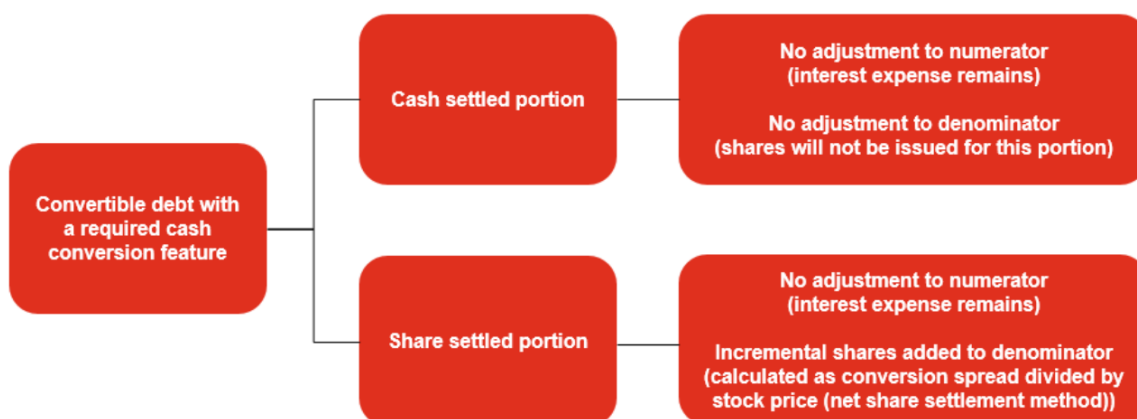 Convertible debt with
a required cash
conversion feature
Cash settled portion
No adjustment to numerator
(interest expense remains)
No adjustment to denominator
(shares will not be issued for this portion)
Share settled portion
No adjustment to numerator
(interest expense remains)
Incremental shares added to denominator
(calculated as conversion spread divided by
stock price (net share settlement method))